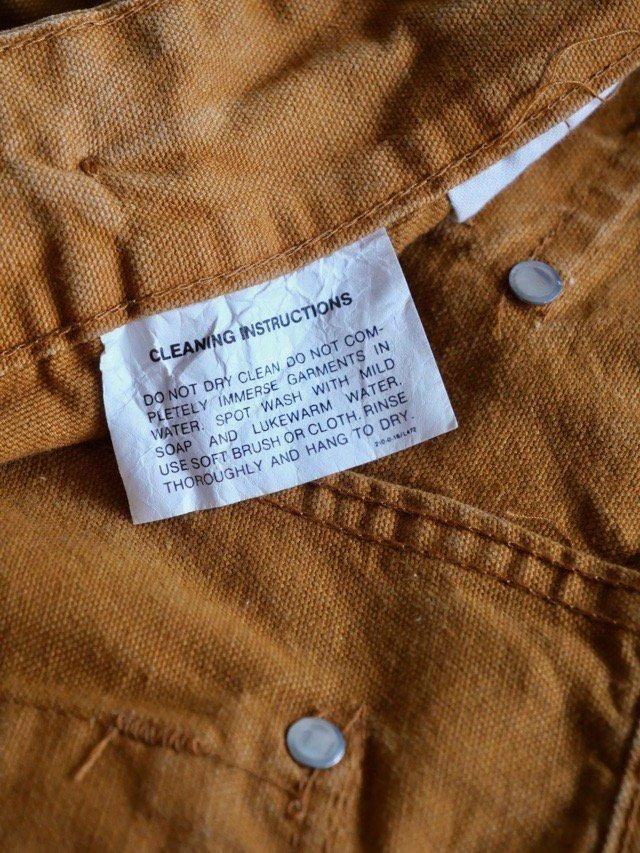 CLEANING INSTRUCTIONS
DO NOT DRY CLEAN DO NOT COM-
PLETELY IMMERSE GARMENTS IN
WATER. SPOT WASH WITH MILD
SOAP AND LUKEWARM WATER.
USE SOFT BRUSH OR CLOTH. RINSE
THOROUGHLY AND HANG TO DRY.